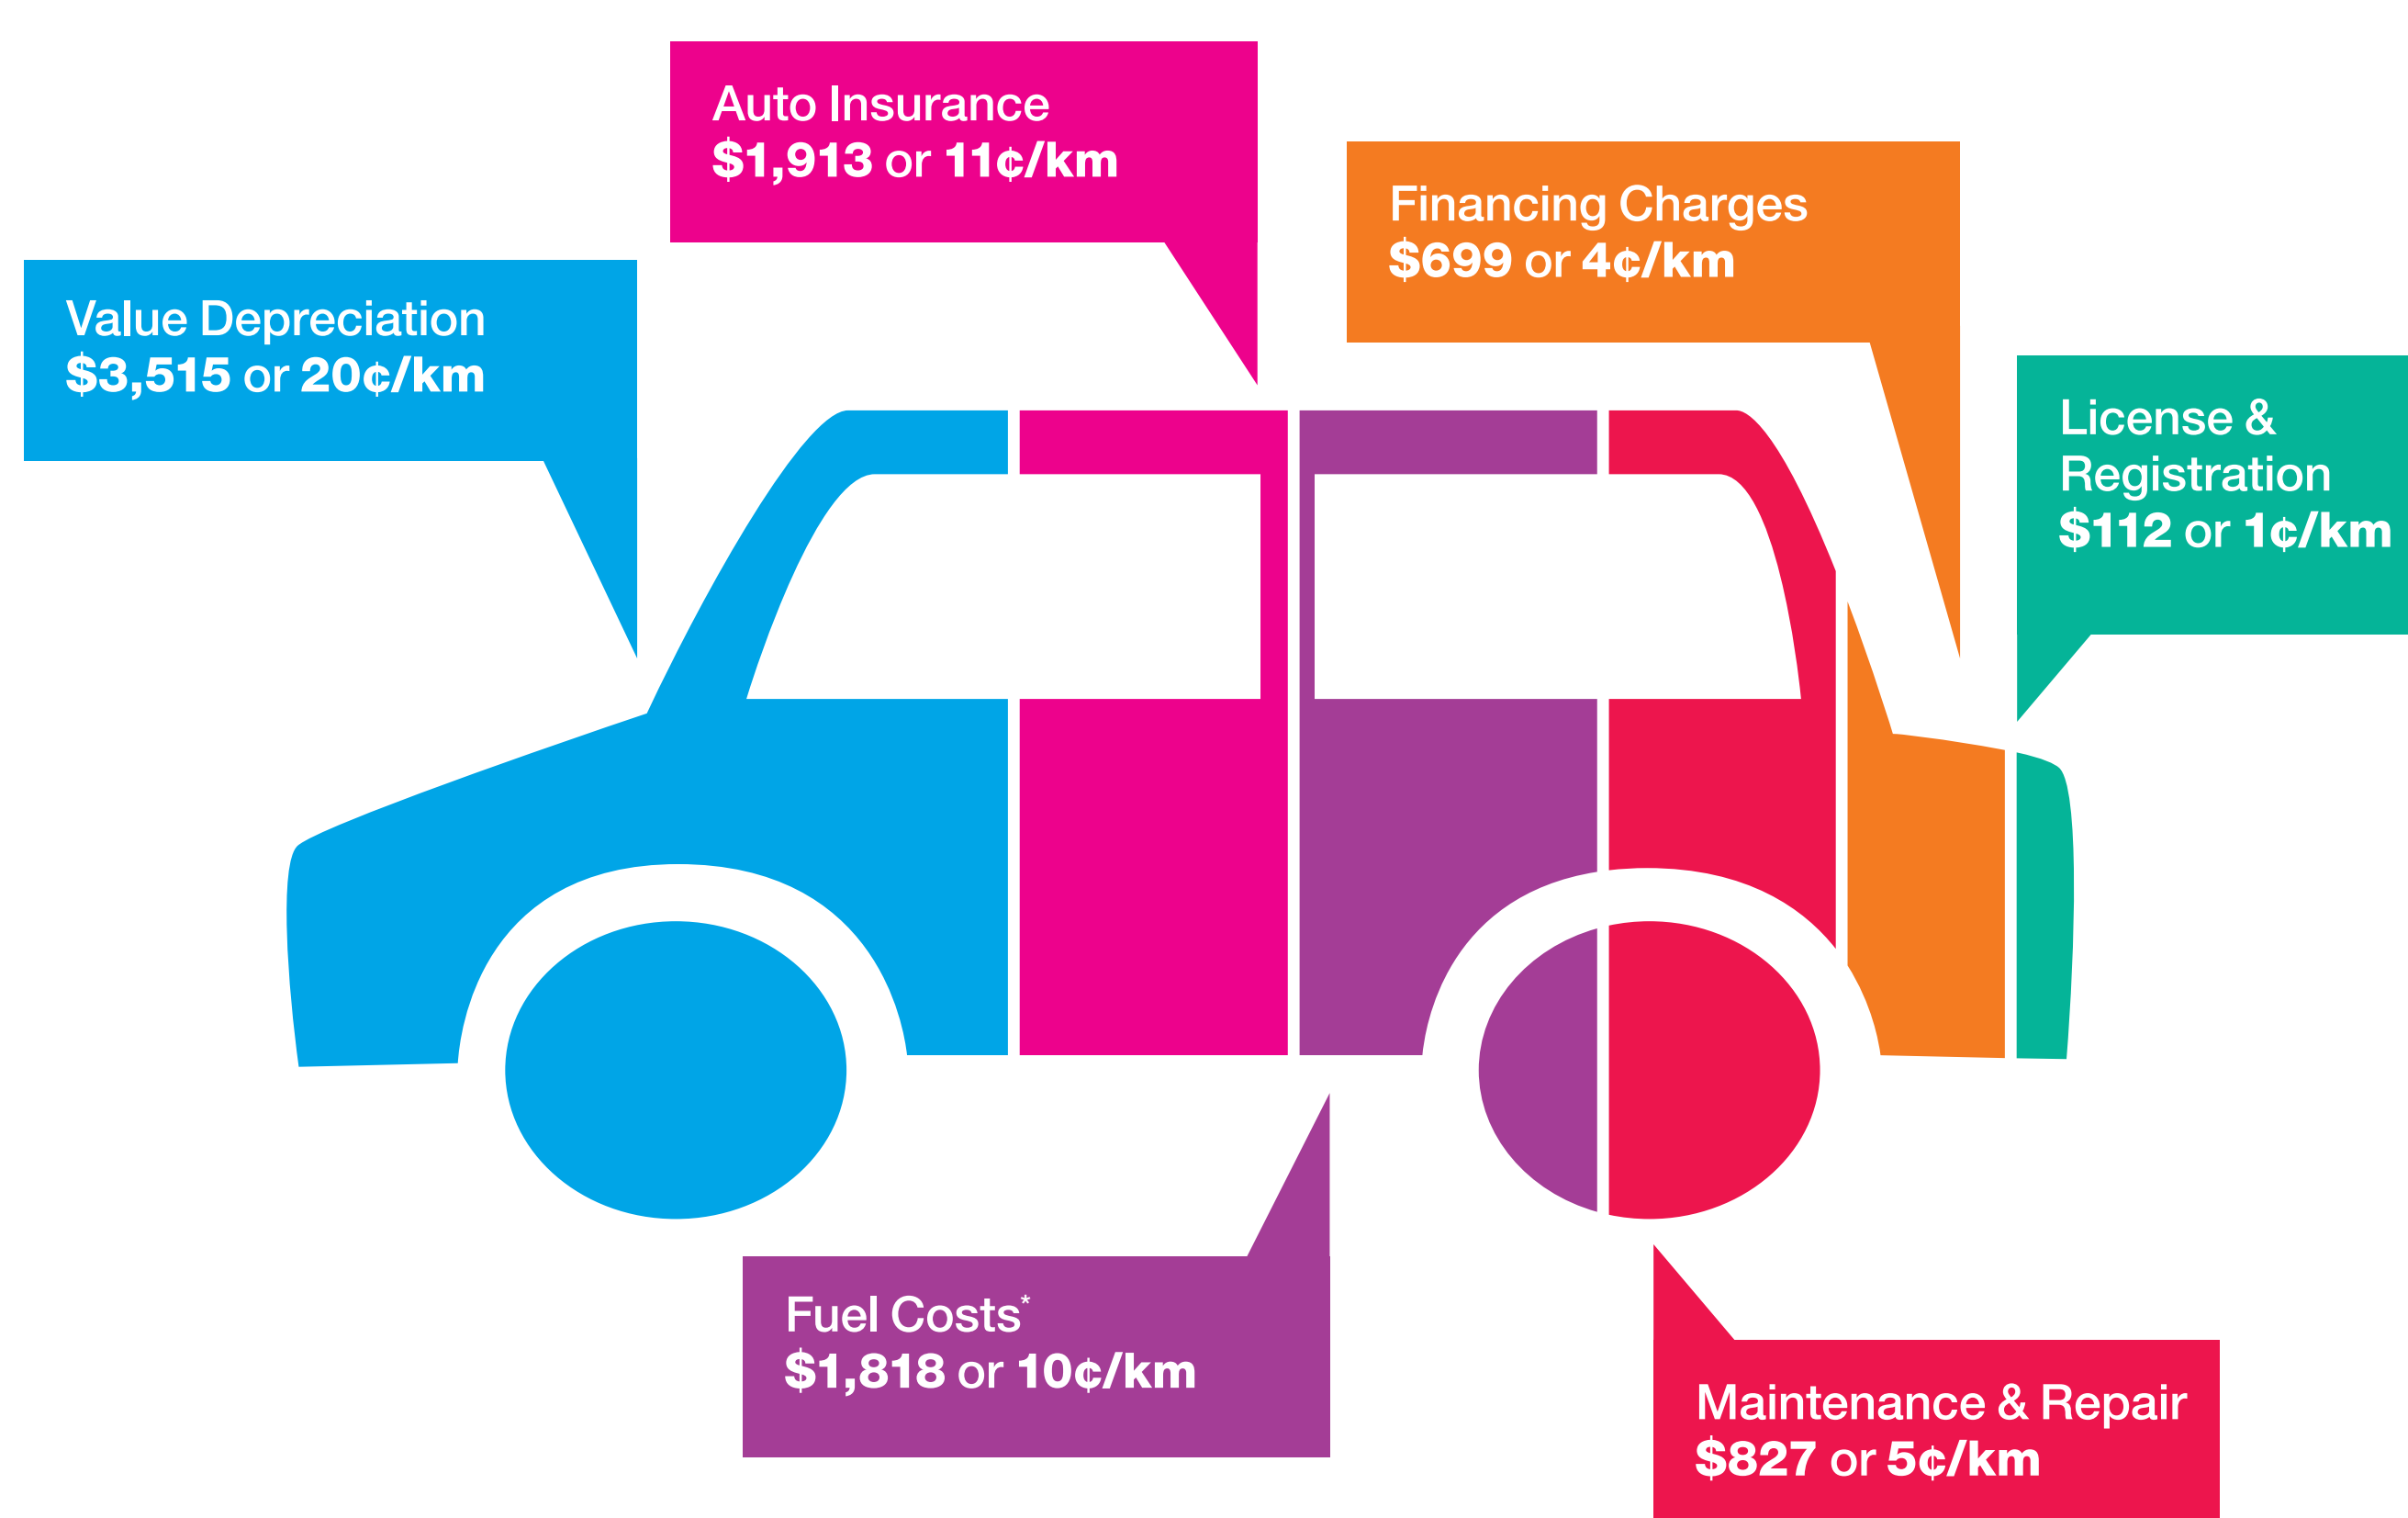 Auto Insurance
$1,913 or 11¢/km
Financing Charges
$699 or 4¢/km
Value Depreciation
$3,515 or 20¢/km
License &
Registration
$112 or 1¢/km
Fuel Costs*
$1,818 or 10¢/km
Maintenance & Repair
$827 or 5¢/km